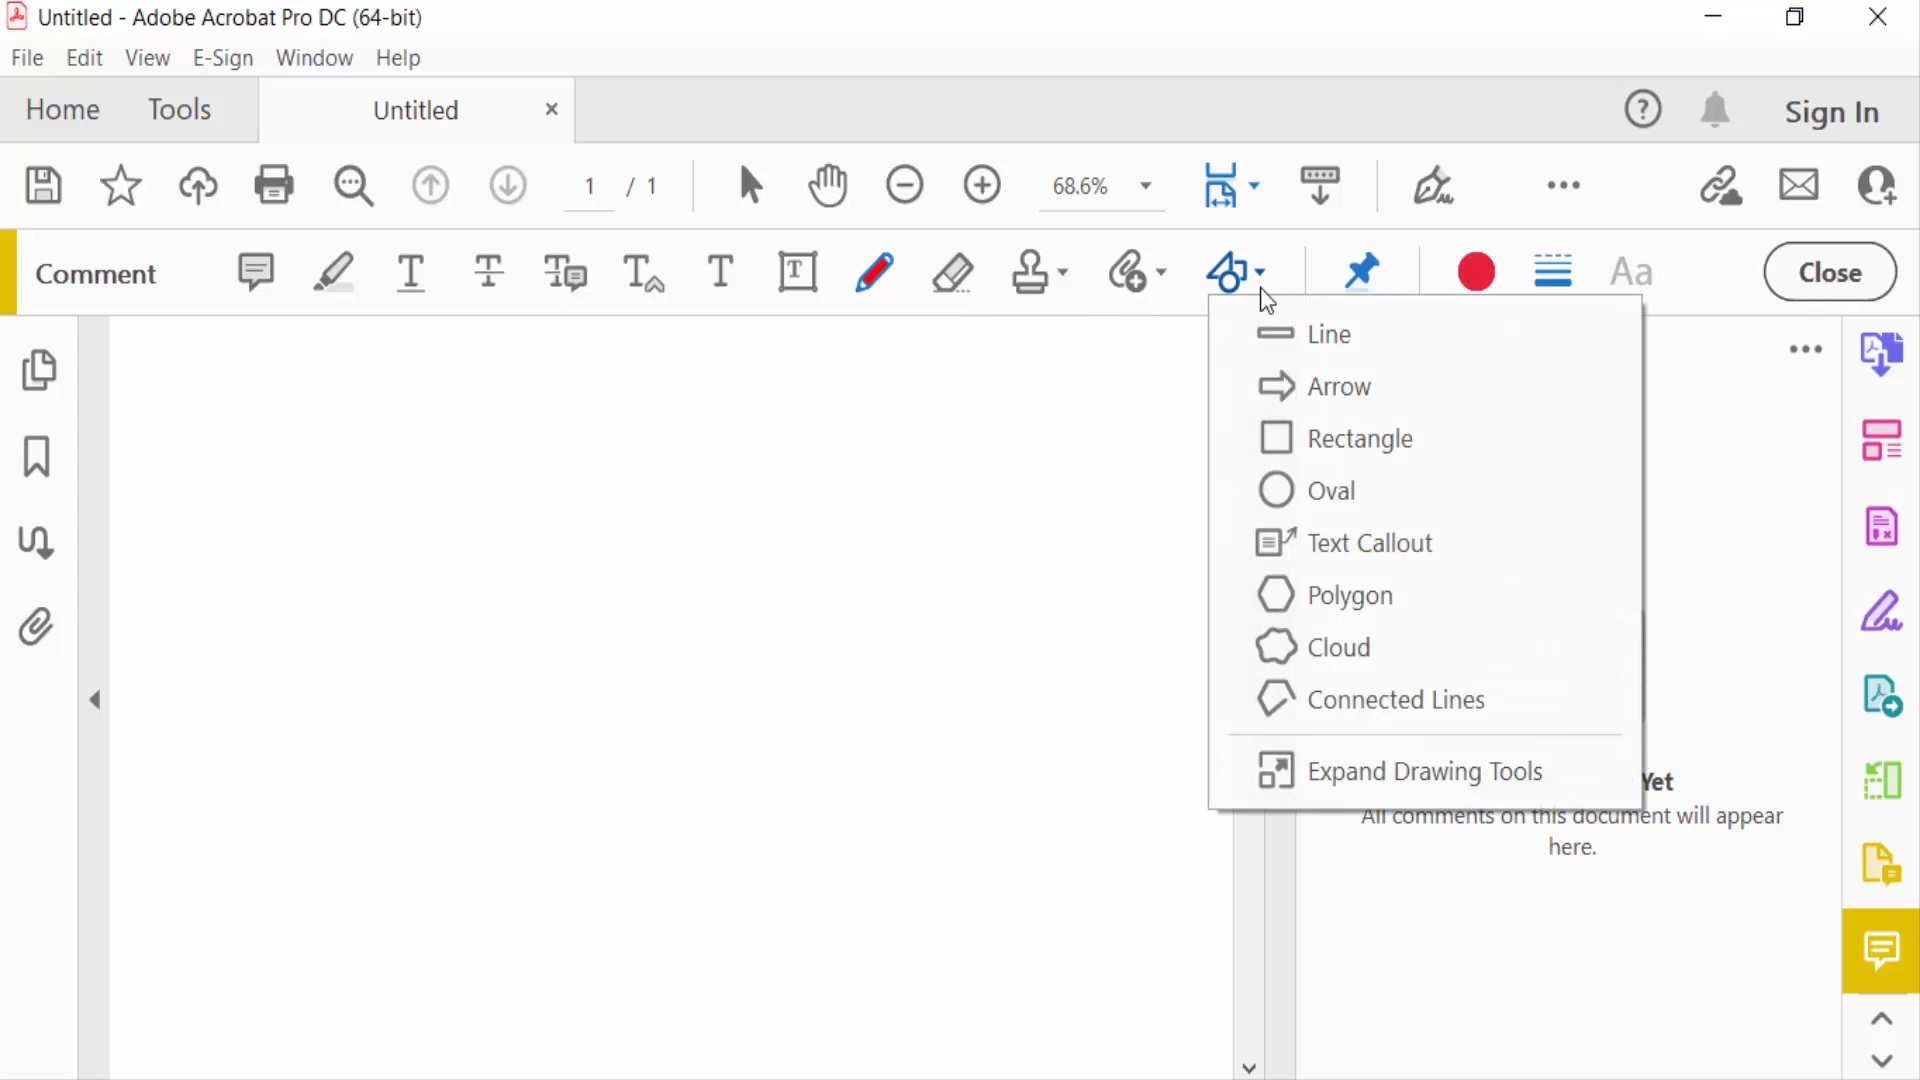 Untitled - Adobe Acrobat Pro DC (64-bit)
File Edit View E-Sign Window Help
Home Tools Untitled × Sign In
1 / 1 68.6%
Comment Aa Close
Line
Arrow
Rectangle
Oval
Text Callout
Polygon
Cloud
Connected Lines
Expand Drawing Tools
Yet
All comments on this document will appear
here.